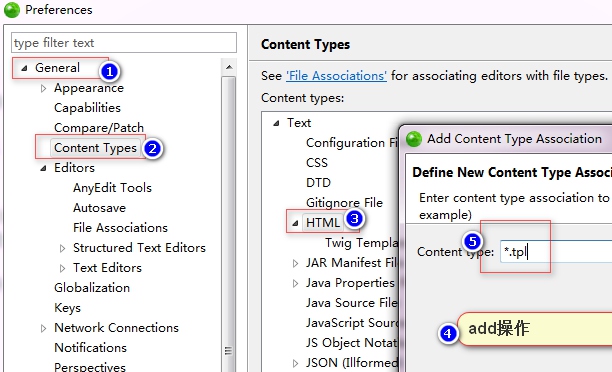 Preferences
type filter text
General
1
Appearance
Capabilities
Compare/Patch
Content Types
2
Editors
AnyEdit Tools
Autosave
File Associations
Structured Text Editors
Text Editors
Globalization
Keys
Network Connections
Notifications
Perspectives
Content Types
See 'File Associations' for associating editors with file types.
Content types:
Text
Configuration Fi
CSS
DTD
Gitignore File
HTML
3
Twig Templa
JAR Manifest File
Java Properties
Java Source File
JavaScript Sourc
JS Object Notat
JSON (Illformed
Add Content Type Association
Define New Content Type Associ
Enter content type association to
example)
5
Content type:
*.tpl
4
add操作